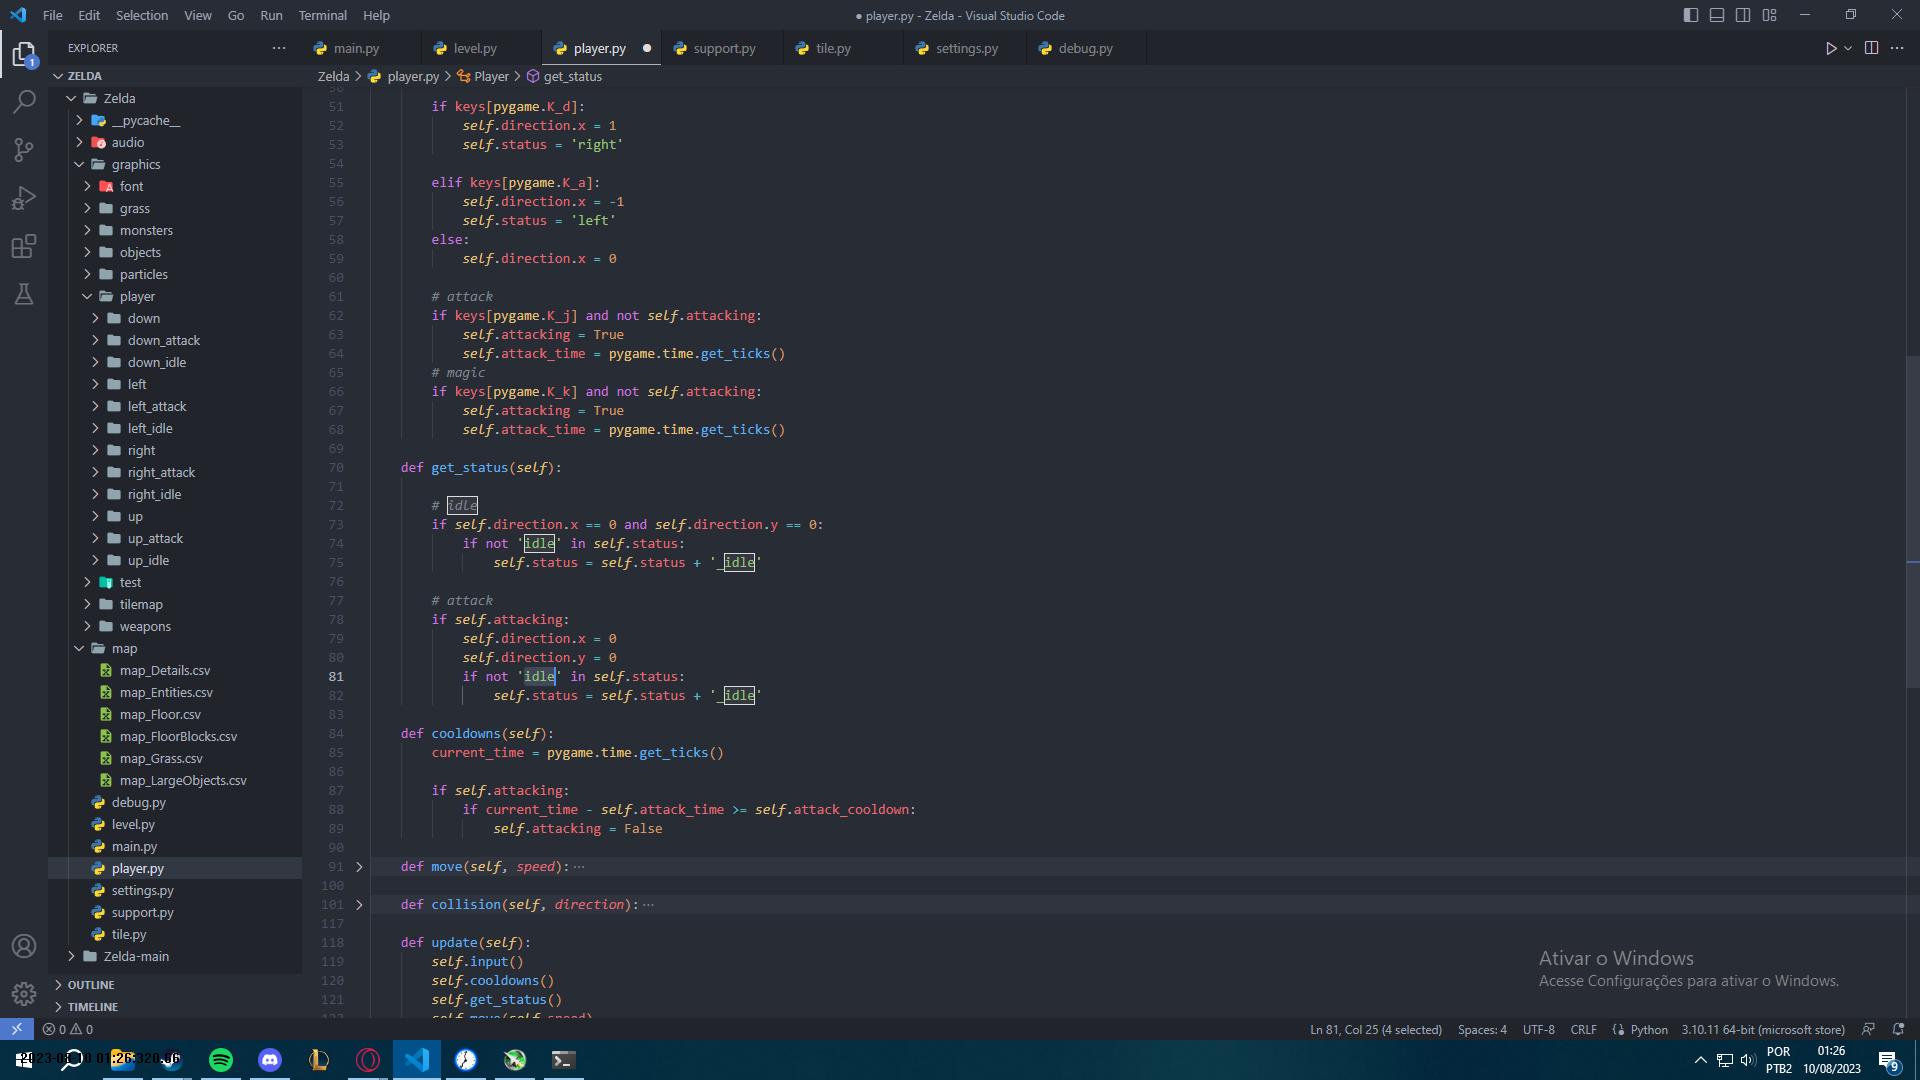 File Edit Selection View Go Run Terminal Help
● player.py - Zelda - Visual Studio Code
EXPLORER
main.py level.py player.py support.py tile.py settings.py debug.py
Zelda > player.py > Player > get_status
ZELDA
Zelda
__pycache__
audio
graphics
font
grass
monsters
objects
particles
player
down
down_attack
down_idle
left
left_attack
left_idle
right
right_attack
right_idle
up
up_attack
up_idle
test
tilemap
weapons
map
map_Details.csv
map_Entities.csv
map_Floor.csv
map_FloorBlocks.csv
map_Grass.csv
map_LargeObjects.csv
debug.py
level.py
main.py
player.py
settings.py
support.py
tile.py
Zelda-main
OUTLINE
TIMELINE
51 if keys[pygame.K_d]:
52 self.direction.x = 1
53 self.status = 'right'
54
55 elif keys[pygame.K_a]:
56 self.direction.x = -1
57 self.status = 'left'
58 else:
59 self.direction.x = 0
60
61 # attack
62 if keys[pygame.K_j] and not self.attacking:
63 self.attacking = True
64 self.attack_time = pygame.time.get_ticks()
65 # magic
66 if keys[pygame.K_k] and not self.attacking:
67 self.attacking = True
68 self.attack_time = pygame.time.get_ticks()
69
70 def get_status(self):
71
72 # idle
73 if self.direction.x == 0 and self.direction.y == 0:
74 if not 'idle' in self.status:
75 self.status = self.status + '_idle'
76
77 # attack
78 if self.attacking:
79 self.direction.x = 0
80 self.direction.y = 0
81 if not 'idle' in self.status:
82 self.status = self.status + '_idle'
83
84 def cooldowns(self):
85 current_time = pygame.time.get_ticks()
86
87 if self.attacking:
88 if current_time - self.attack_time >= self.attack_cooldown:
89 self.attacking = False
90
91 def move(self, speed):
100
101 def collision(self, direction):
117
118 def update(self):
119 self.input()
120 self.cooldowns()
121 self.get_status()
Ativar o Windows
Acesse Configurações para ativar o Windows.
0 0
Ln 81, Col 25 (4 selected) Spaces: 4 UTF-8 CRLF Python 3.10.11 64-bit (microsoft store)
POR
PTB2
01:26
10/08/2023
9
1